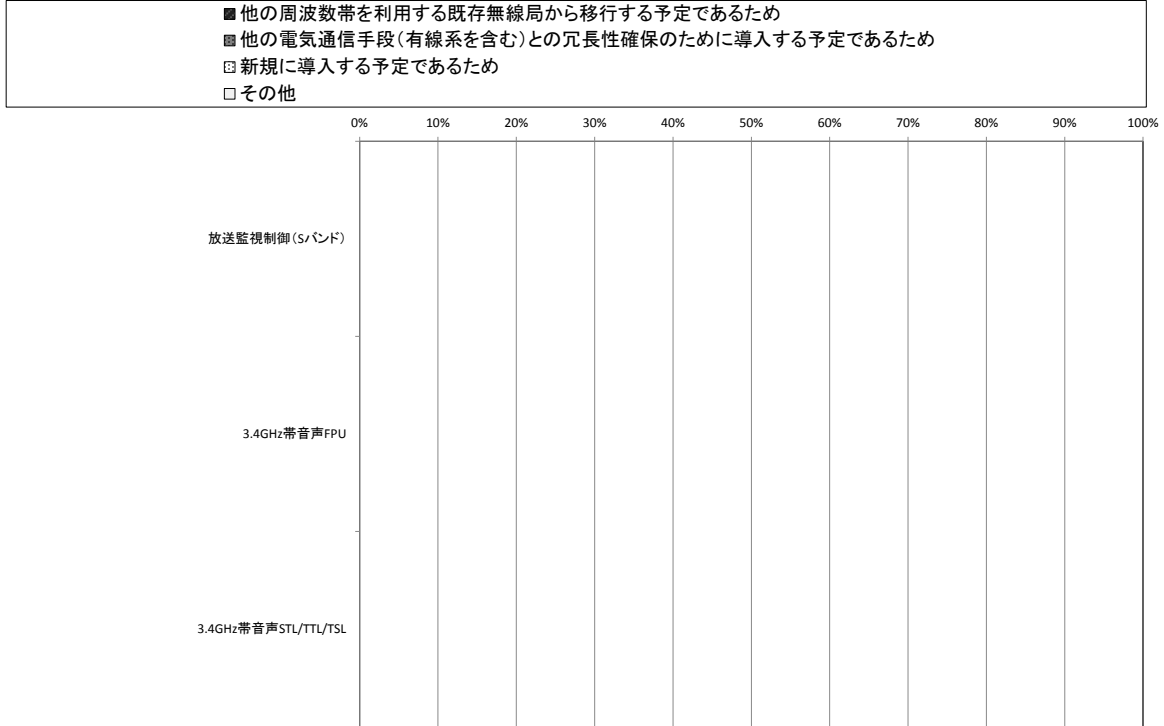 他の周波数帯を利用する既存無線局から移行する予定であるため
他の電気通信手段(有線系を含む)との冗長性確保のために導入する予定であるため
新規に導入する予定であるため
その他
0% 10% 20% 30% 40% 50% 60% 70% 80% 90% 100%
放送監視制御(Sバンド)
3.4GHz帯音声FPU
3.4GHz帯音声STL/TTL/TSL